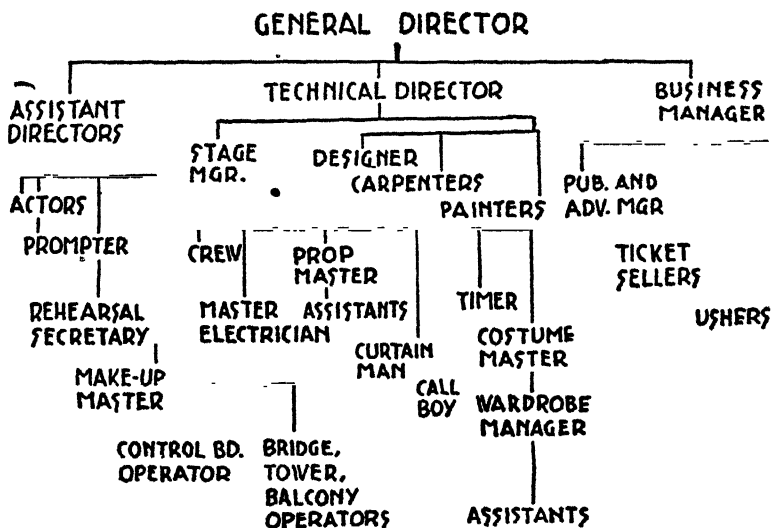 GENERAL DIRECTOR
ASSISTANT
DIRECTORS
TECHNICAL DIRECTOR
BUSINESS
MANAGER
STAGE
MGR.
DESIGNER
CARPENTERS
PAINTERS
PUB. AND
ADV. MGR
ACTORS
PROMPTER
CREW
PROP
MASTER
TICKET
SELLERS
REHEARSAL
SECRETARY
MASTER
ELECTRICIAN
ASSISTANTS
TIMER
USHERS
COSTUME
MASTER
CURTAIN
MAN
MAKE-UP
MASTER
CALL
BOY
WARDROBE
MANAGER
CONTROL BD.
OPERATOR
BRIDGE,
TOWER,
BALCONY
OPERATORS
ASSISTANTS